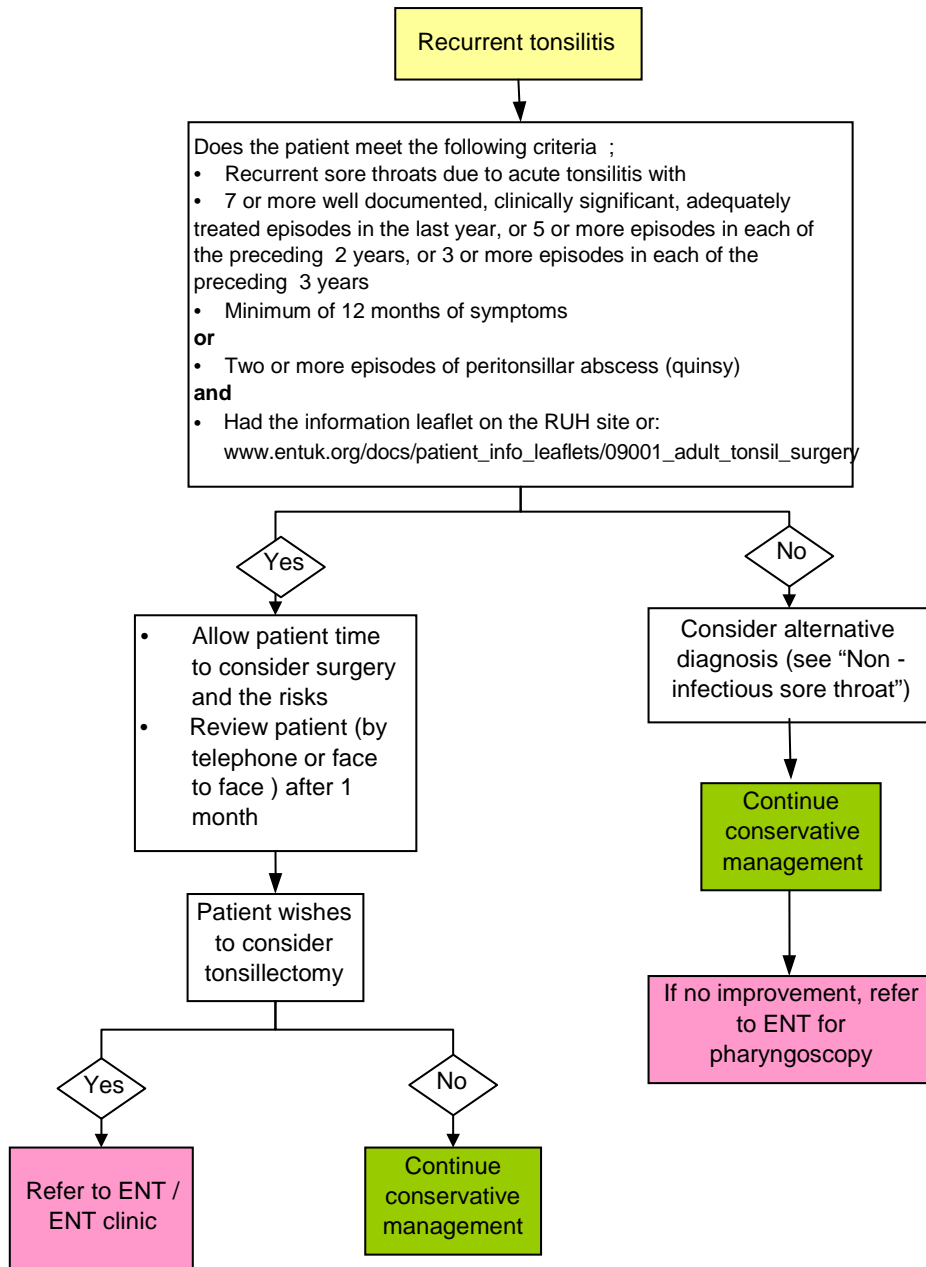 Recurrent tonsilitis
Does the patient meet the following criteria ;
• Recurrent sore throats due to acute tonsilitis with
• 7 or more well documented, clinically significant, adequately
treated episodes in the last year, or 5 or more episodes in each of
the preceding 2 years, or 3 or more episodes in each of the
preceding 3 years
• Minimum of 12 months of symptoms
or
• Two or more episodes of peritonsillar abscess (quinsy)
and
• Had the information leaflet on the RUH site or:
www.entuk.org/docs/patient_info_leaflets/09001_adult_tonsil_surgery
Yes
No
• Allow patient time
to consider surgery
and the risks
• Review patient (by
telephone or face
to face ) after 1
month
Consider alternative
diagnosis (see “Non -
infectious sore throat”)
Continue
conservative
management
Patient wishes
to consider
tonsillectomy
If no improvement, refer
to ENT for
pharyngoscopy
Yes
No
Refer to ENT /
ENT clinic
Continue
conservative
management